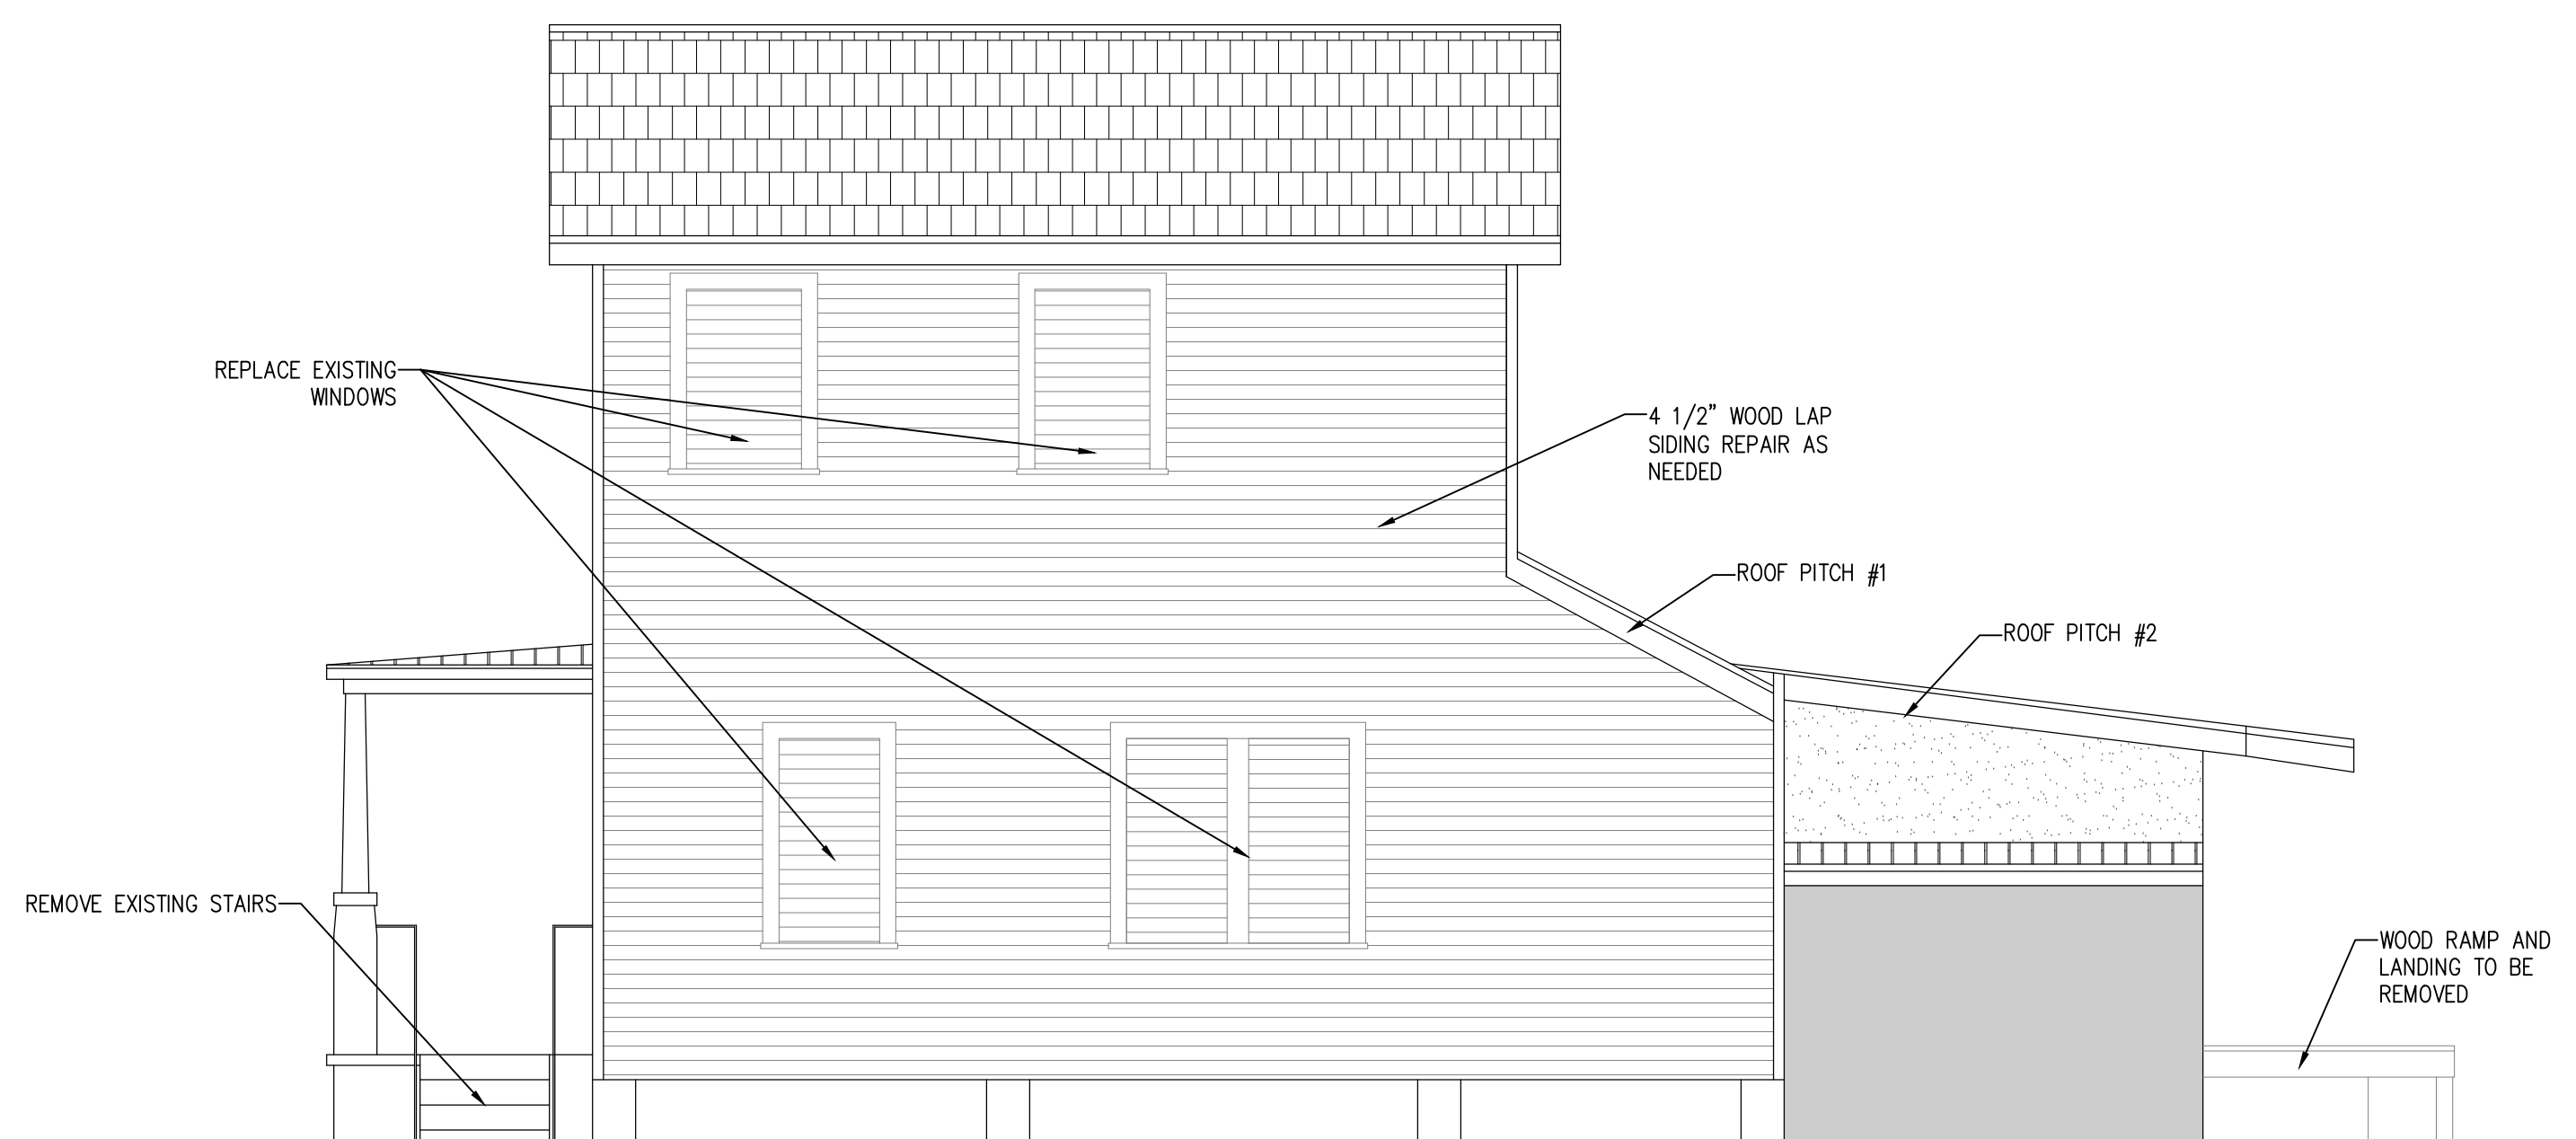 REPLACE EXISTING
WINDOWS
4 1/2” WOOD LAP
SIDING REPAIR AS
NEEDED
ROOF PITCH #1
ROOF PITCH #2
REMOVE EXISTING STAIRS
WOOD RAMP AND
LANDING TO BE
REMOVED